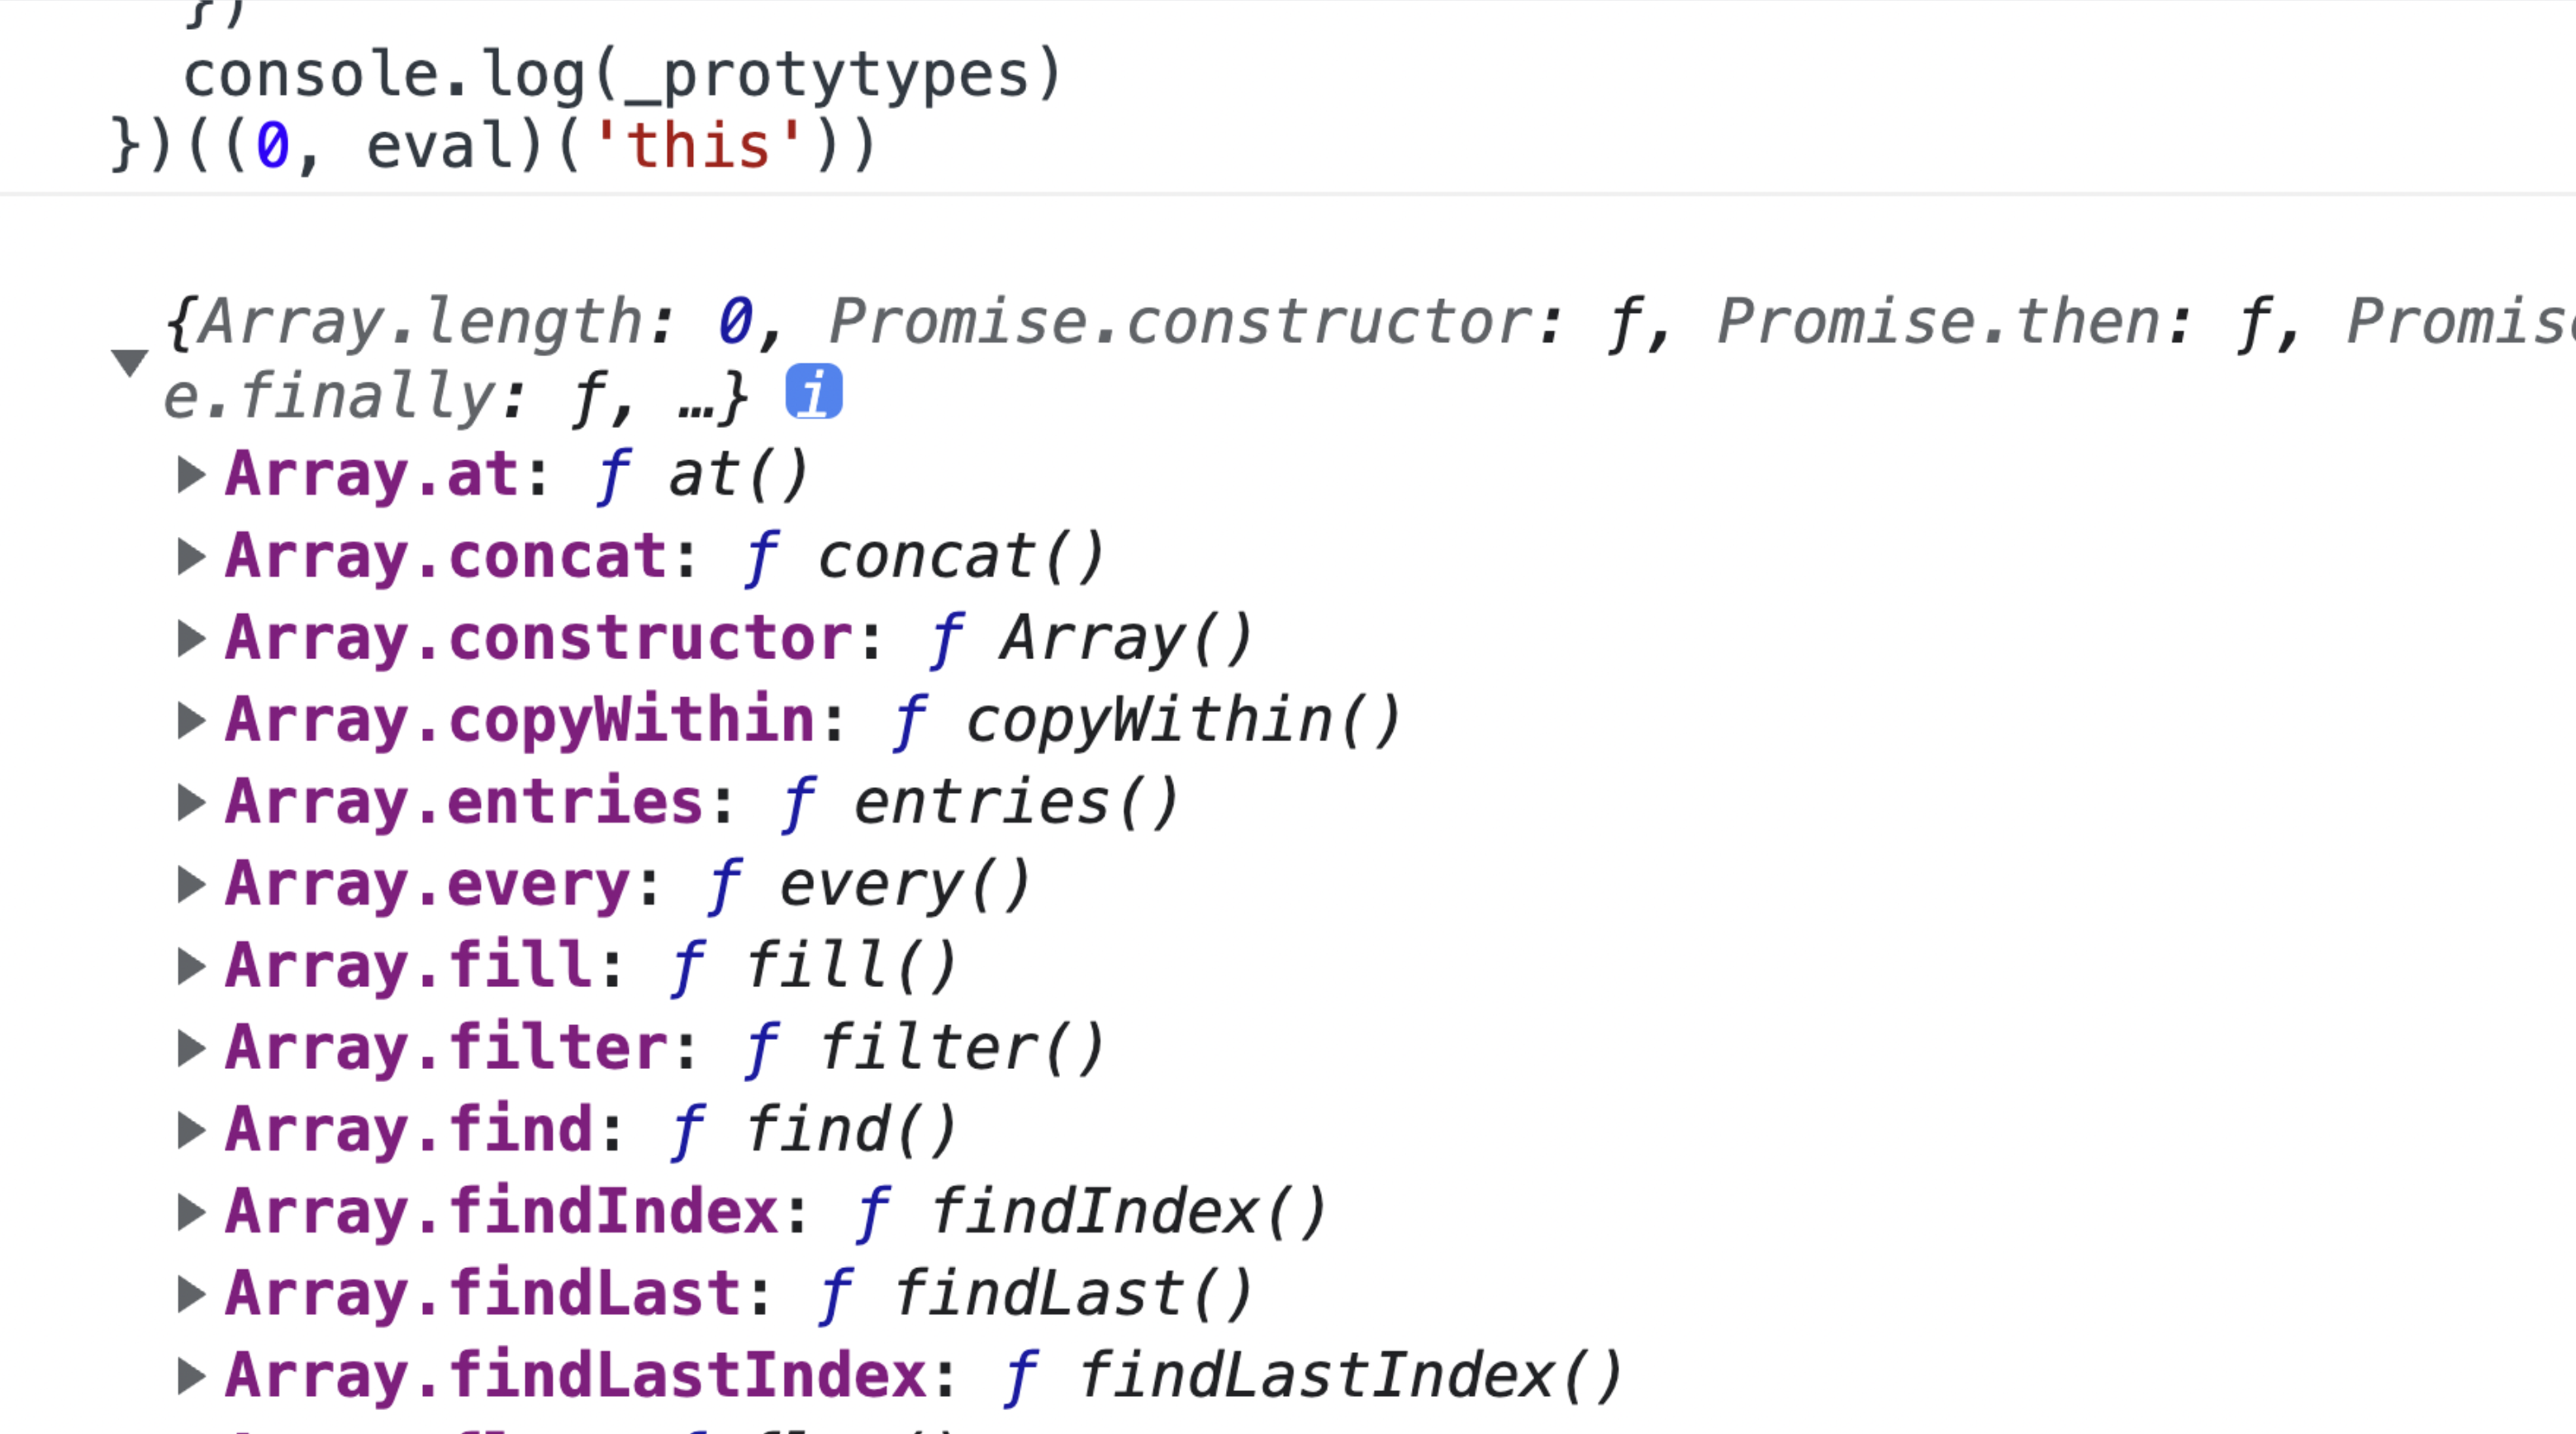 })
console.log(_protytypes)
})((0, eval)('this'))
{Array.length: 0, Promise.constructor: ƒ, Promise.then: ƒ, Promis
e.finally: ƒ, …} i
Array.at: ƒ at()
Array.concat: ƒ concat()
Array.constructor: ƒ Array()
Array.copyWithin: ƒ copyWithin()
Array.entries: ƒ entries()
Array.every: ƒ every()
Array.fill: ƒ fill()
Array.filter: ƒ filter()
Array.find: ƒ find()
Array.findIndex: ƒ findIndex()
Array.findLast: ƒ findLast()
Array.findLastIndex: ƒ findLastIndex()